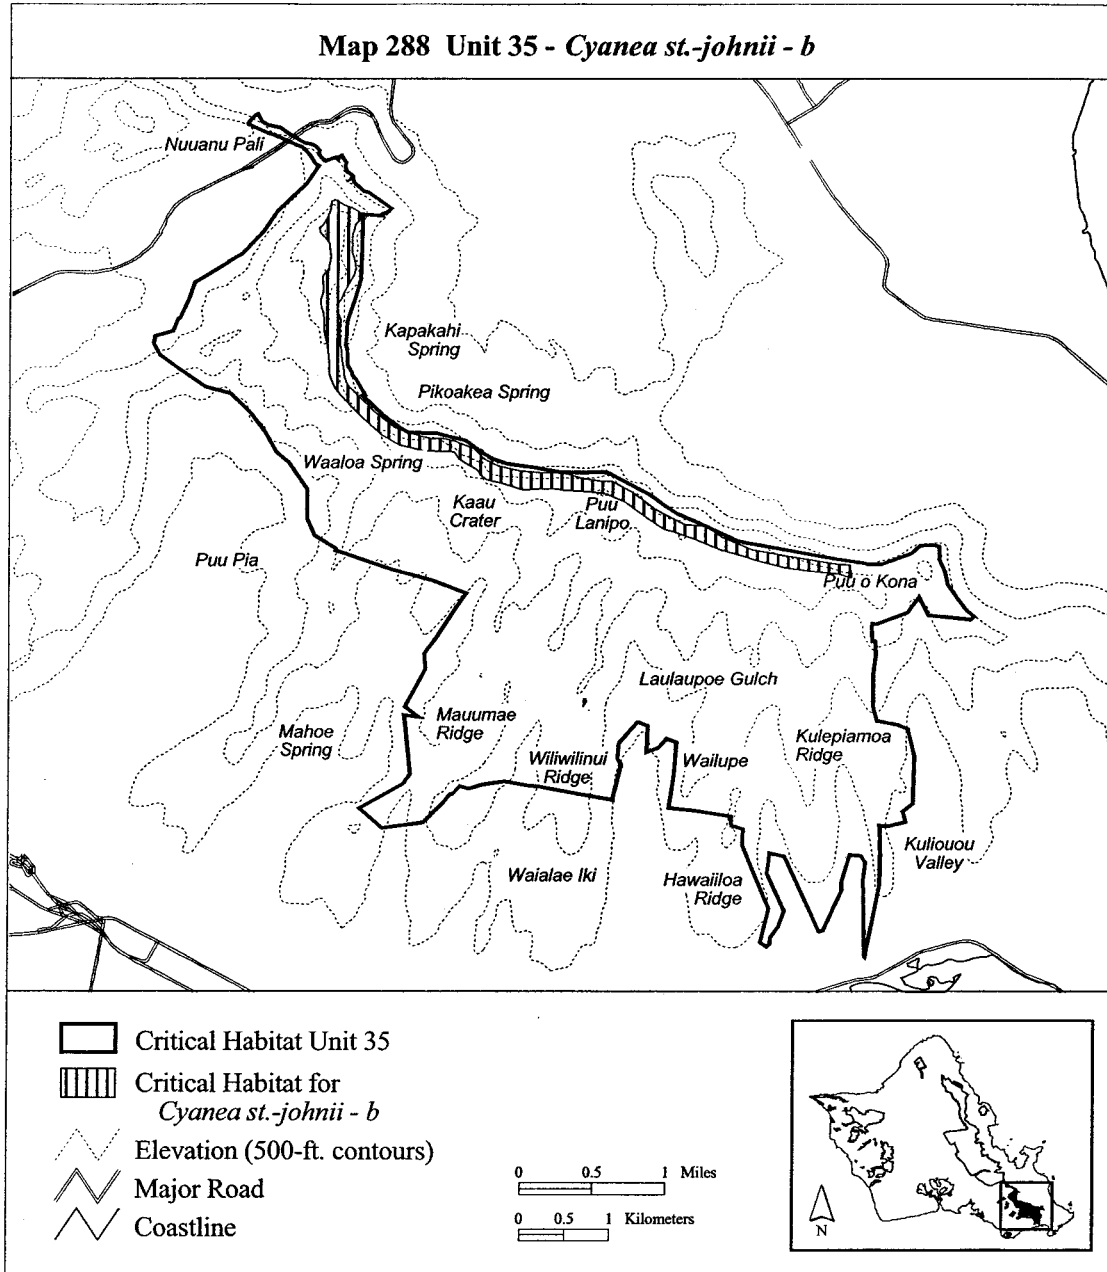 Map 288 Unit 35 - Cyanea st.-johnii - b
Nuuanu Pali
Kapakahi
Spring
Pikoakea Spring
Waaloa Spring
Kaau
Crater
Puu
Lanipo
Puu Pia
Puu o Kona
Laulaupoe Gulch
Mahoe
Spring
Mauumae
Ridge
Wiliwilinui
Ridge
Wailupe
Kulepiamoa
Ridge
Waialae Iki
Hawaiiloa
Ridge
Kuliouou
Valley
Critical Habitat Unit 35
Critical Habitat for
Cyanea st.-johnii - b
Elevation (500-ft. contours)
Major Road
Coastline
0 0.5 1 Miles
0 0.5 1 Kilometers
N